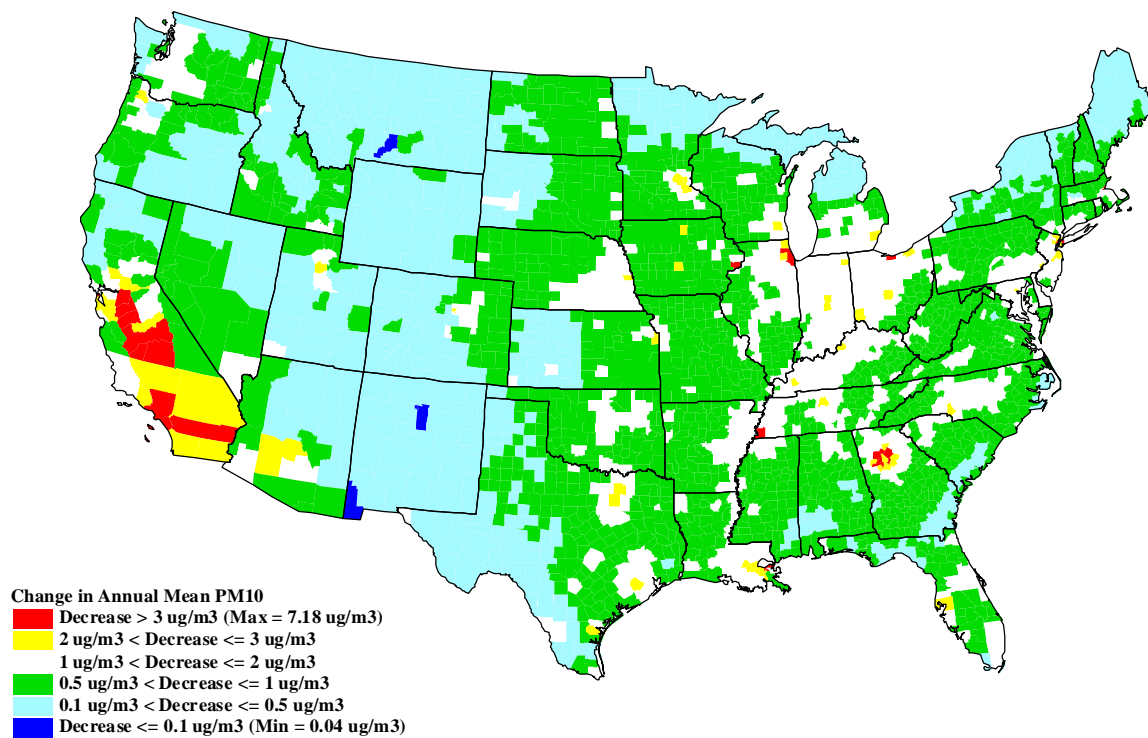 Change in Annual Mean PM10
Decrease > 3 ug/m3 (Max = 7.18 ug/m3)
2 ug/m3 < Decrease <= 3 ug/m3
1 ug/m3 < Decrease <= 2 ug/m3
0.5 ug/m3 < Decrease <= 1 ug/m3
0.1 ug/m3 < Decrease <= 0.5 ug/m3
Decrease <= 0.1 ug/m3 (Min = 0.04 ug/m3)